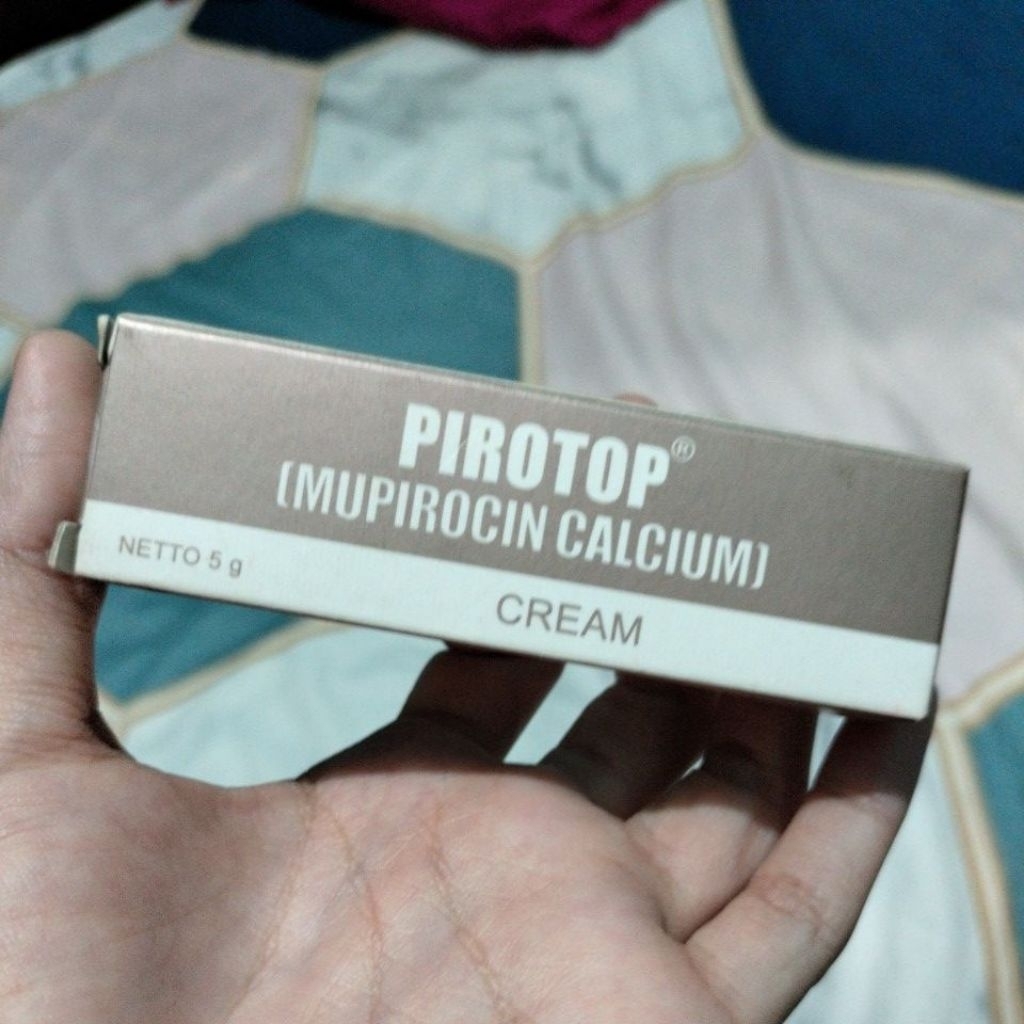 PIROTOP®
(MUPIROCIN CALCIUM)
NETTO 5 g
CREAM